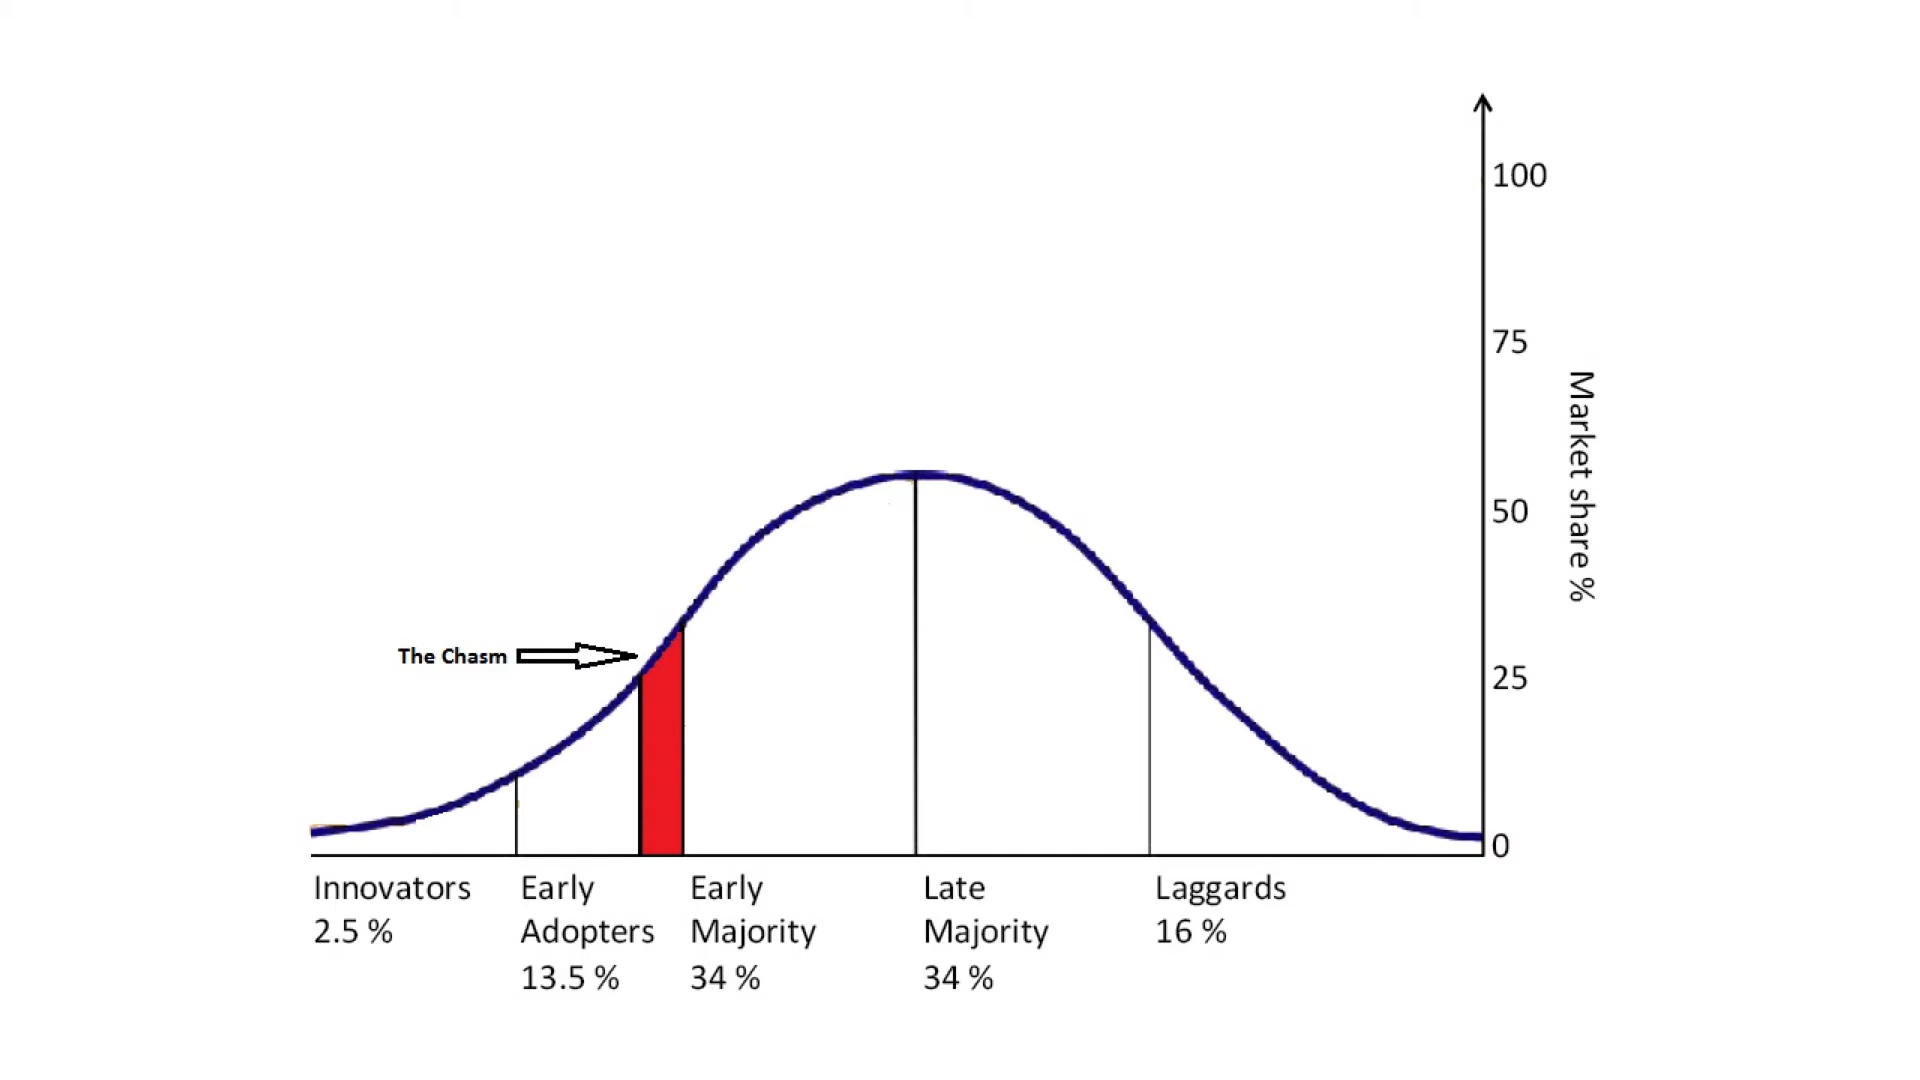 100
75
Market share %
50
The Chasm
25
0
Innovators
2.5 %
Early
Adopters
13.5 %
Early
Majority
34 %
Late
Majority
34 %
Laggards
16 %